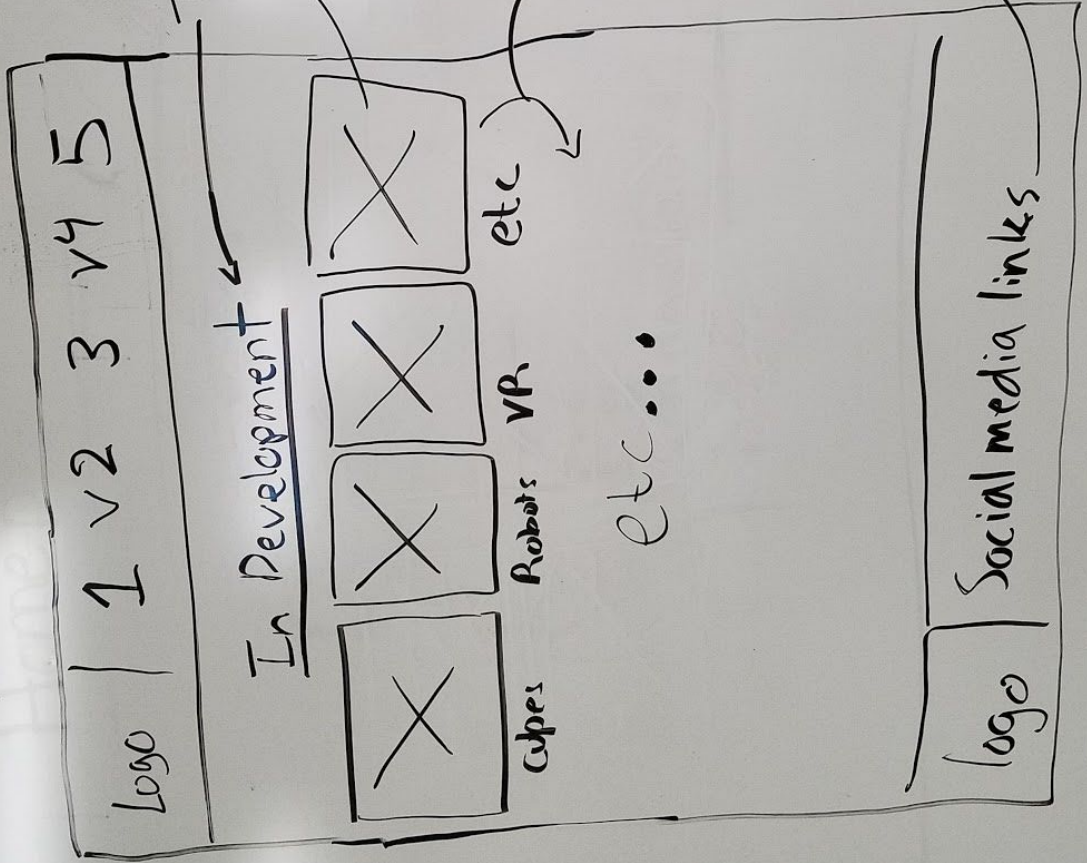 Logo 1 v2 3 v4 5
In Development
Cubes Robots VR etc
etc...
logo Social media links